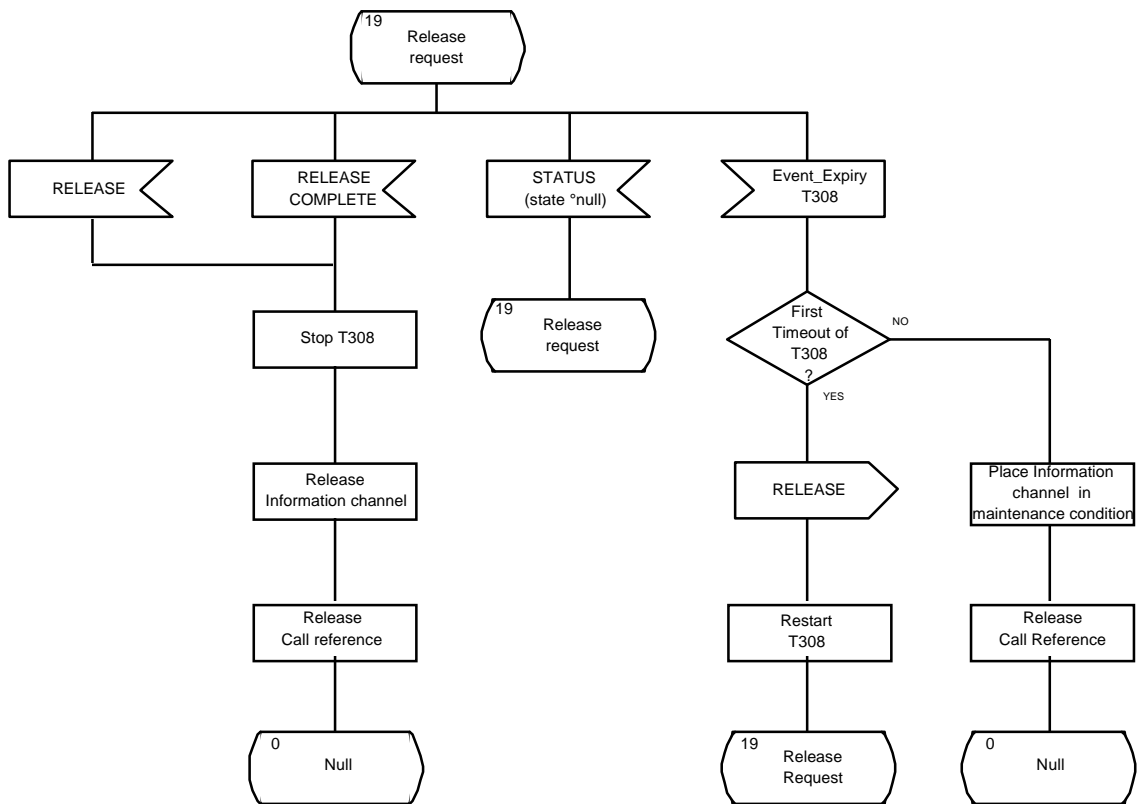 19
Release
request
RELEASE
RELEASE
COMPLETE
STATUS
(state °null)
Event_Expiry
T308
Stop T308
19
Release
request
First
Timeout of
T308
?
NO
YES
Release
Information channel
RELEASE
Place Information
channel in
maintenance condition
Release
Call reference
Restart
T308
Release
Call Reference
0
Null
19
Release
Request
0
Null